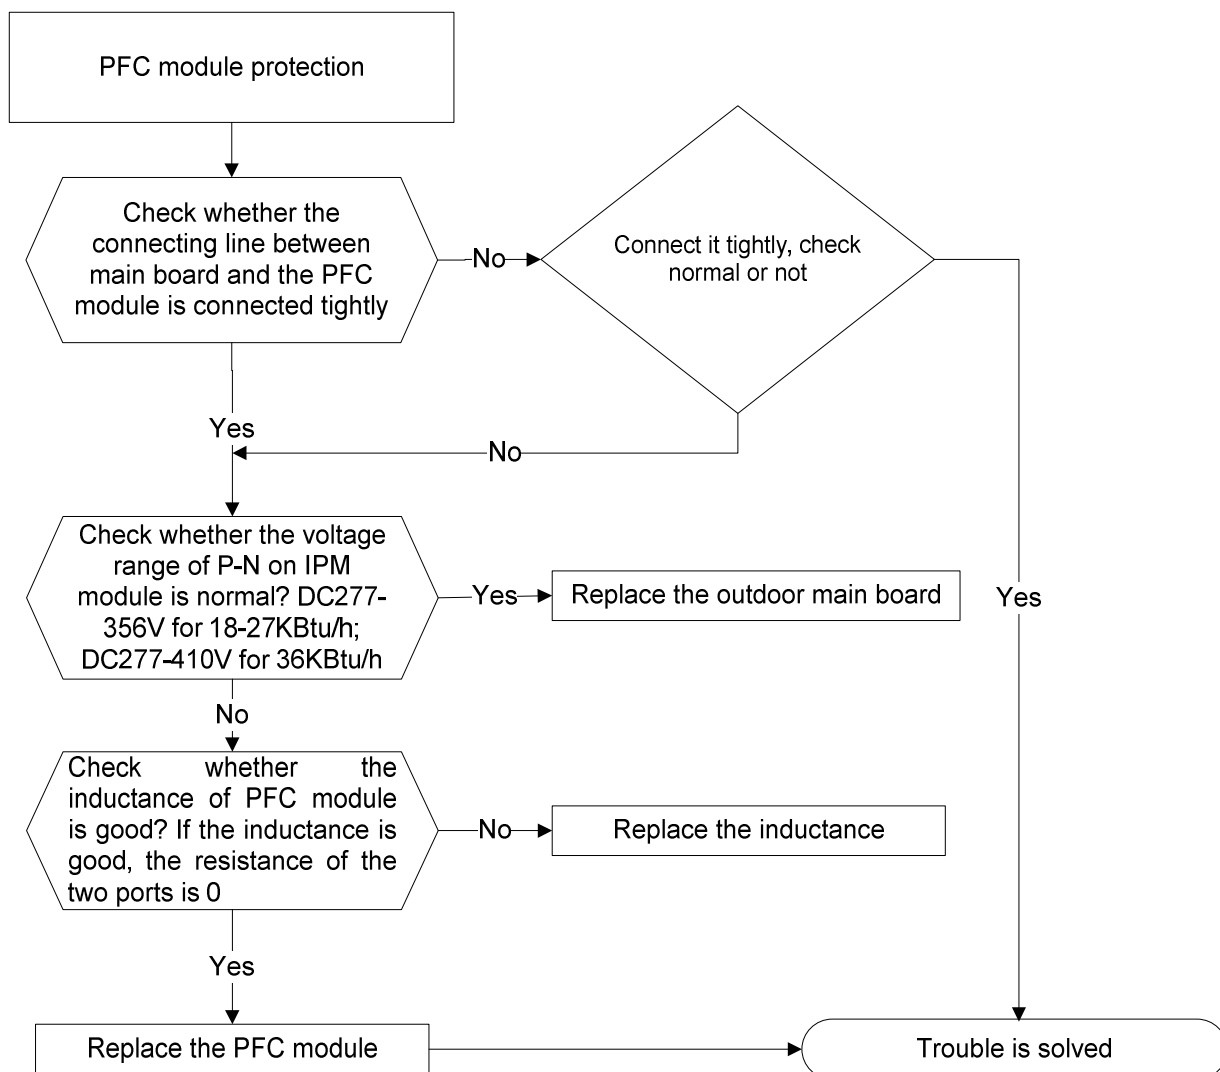 PFC module protection
Check whether the
connecting line between
main board and the PFC
module is connected tightly
No
Connect it tightly, check
normal or not
Yes
No
Check whether the voltage
range of P-N on IPM
module is normal? DC277-
356V for 18-27KBtu/h;
DC277-410V for 36KBtu/h
Yes
Replace the outdoor main board
Yes
No
Check whether the
inductance of PFC module
is good? If the inductance is
good, the resistance of the
two ports is 0
No
Replace the inductance
Yes
Replace the PFC module
Trouble is solved